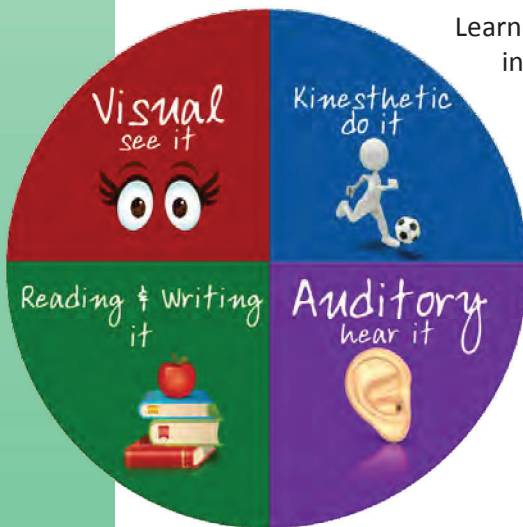 Learn
in
Visual
see it
Kinesthetic
do it
Reading & Writing
it
Auditory
hear it